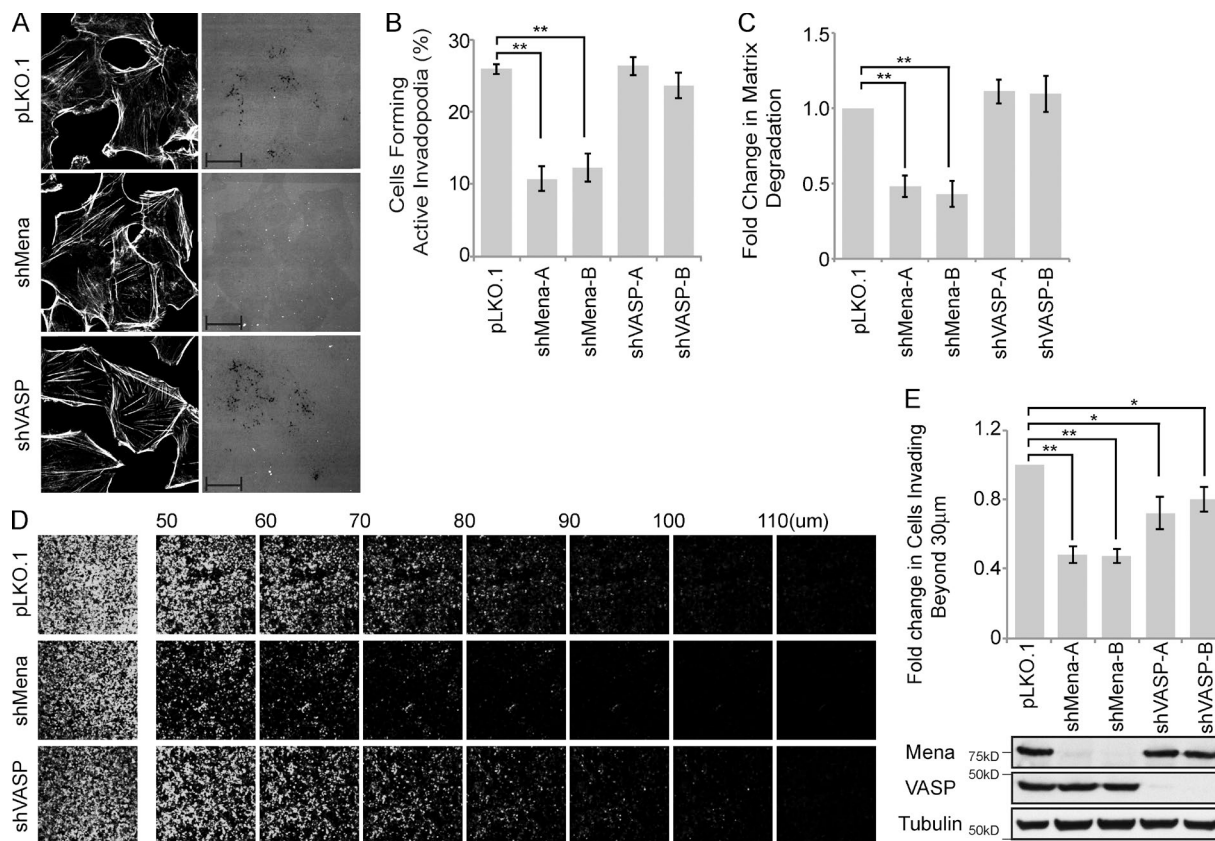 A
pLKO.1
shMena
shVASP
B
Cells Forming
Active Invadopodia (%)
30
20
10
0
**
**
pLKO.1
shMena-A
shMena-B
shVASP-A
shVASP-B
C
Fold Change in Matrix
Degradation
1.5
1.0
0.5
0
**
**
pLKO.1
shMena-A
shMena-B
shVASP-A
shVASP-B
D
50 60 70 80 90 100 110(um)
pLKO.1
shMena
shVASP
E
Fold change in Cells Invading
Beyond 30μm
1.2
0.8
0.4
0
*
*
**
**
pLKO.1
shMena-A
shMena-B
shVASP-A
shVASP-B
Mena 75kD
50kD
VASP
Tubulin 50kD